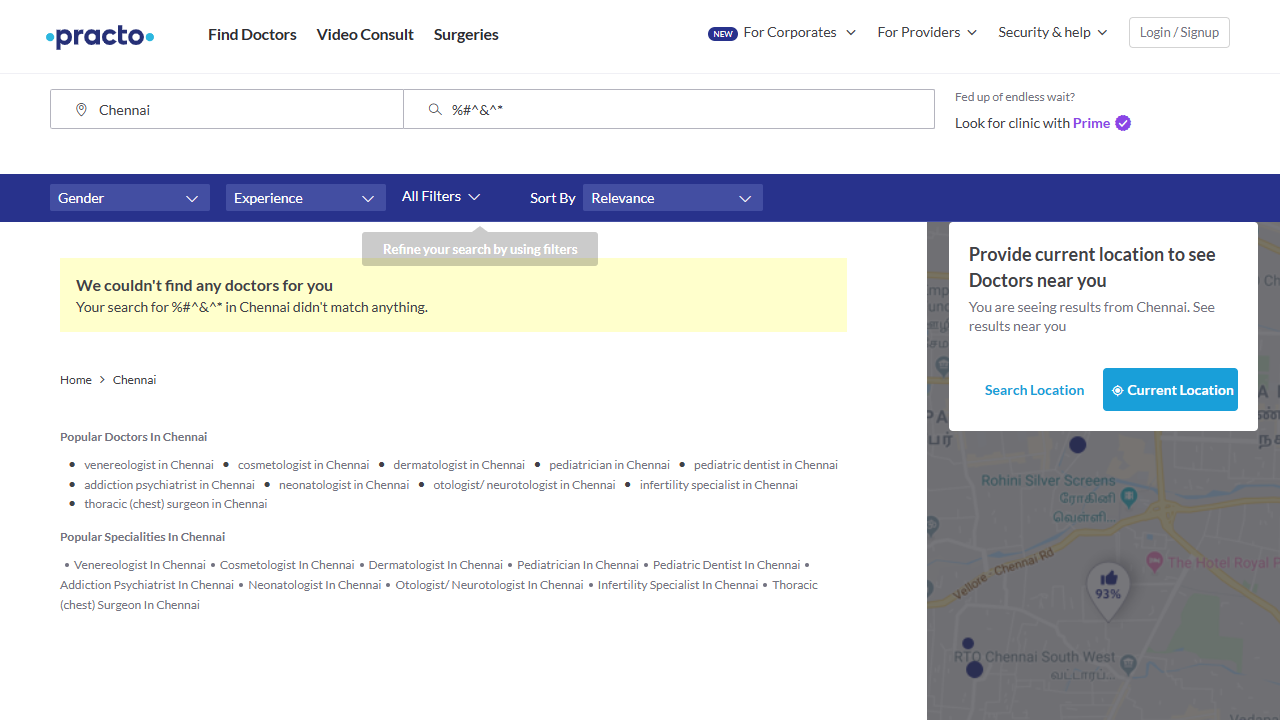 practo
Find Doctors Video Consult Surgeries
NEW For Corporates For Providers Security & help Login / Signup
Chennai
%#^&^*
Fed up of endless wait?
Look for clinic with Prime
Gender Experience All Filters Sort By Relevance
Refine your search by using filters
We couldn't find any doctors for you
Your search for %#^&^* in Chennai didn't match anything.
Home > Chennai
Popular Doctors In Chennai
• venereologist in Chennai • cosmetologist in Chennai • dermatologist in Chennai • pediatrician in Chennai • pediatric dentist in Chennai
• addiction psychiatrist in Chennai • neonatologist in Chennai • otologist/ neurotologist in Chennai • infertility specialist in Chennai
• thoracic (chest) surgeon in Chennai
Popular Specialities In Chennai
• Venereologist In Chennai • Cosmetologist In Chennai • Dermatologist In Chennai • Pediatrician In Chennai • Pediatric Dentist In Chennai •
Addiction Psychiatrist In Chennai • Neonatologist In Chennai • Otologist/ Neurotologist In Chennai • Infertility Specialist In Chennai • Thoracic
(chest) Surgeon In Chennai
Provide current location to see
Doctors near you
You are seeing results from Chennai. See
results near you
Search Location Current Location
Rohini Silver Screens
ரோகினி
வெள்ளி...
Vellore - Chennai Rd
The Hotel Royal P
93%
RTO Chennai South West
வட்டாரப்...